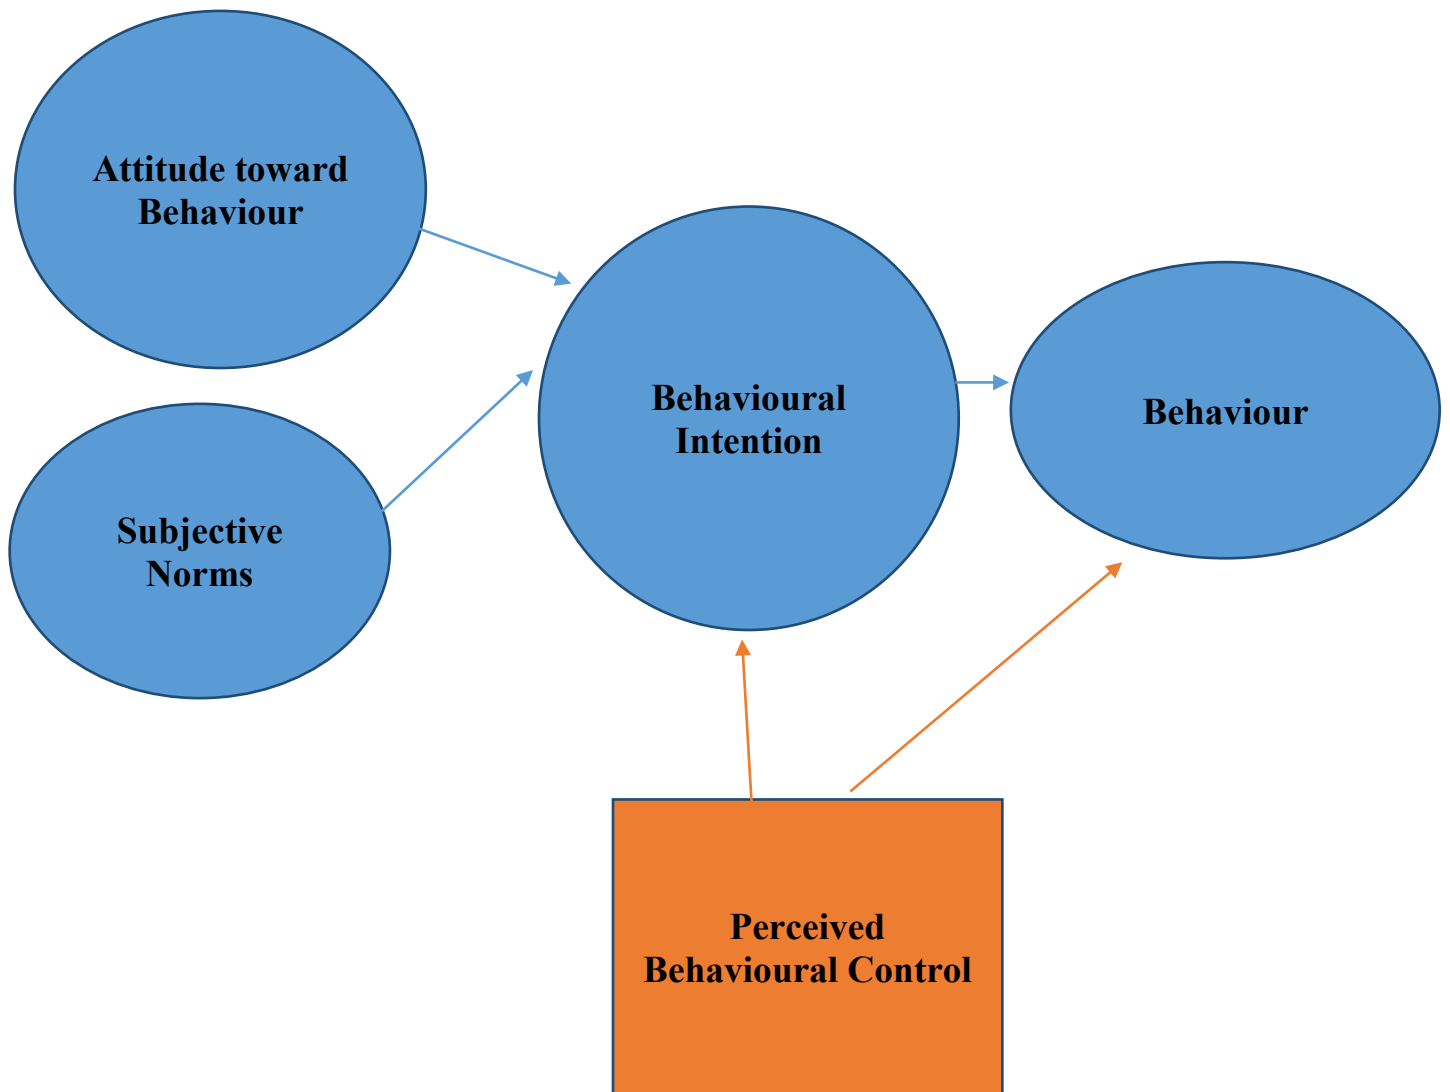 Attitude toward
Behaviour
Subjective
Norms
Behavioural
Intention
Behaviour
Perceived
Behavioural Control